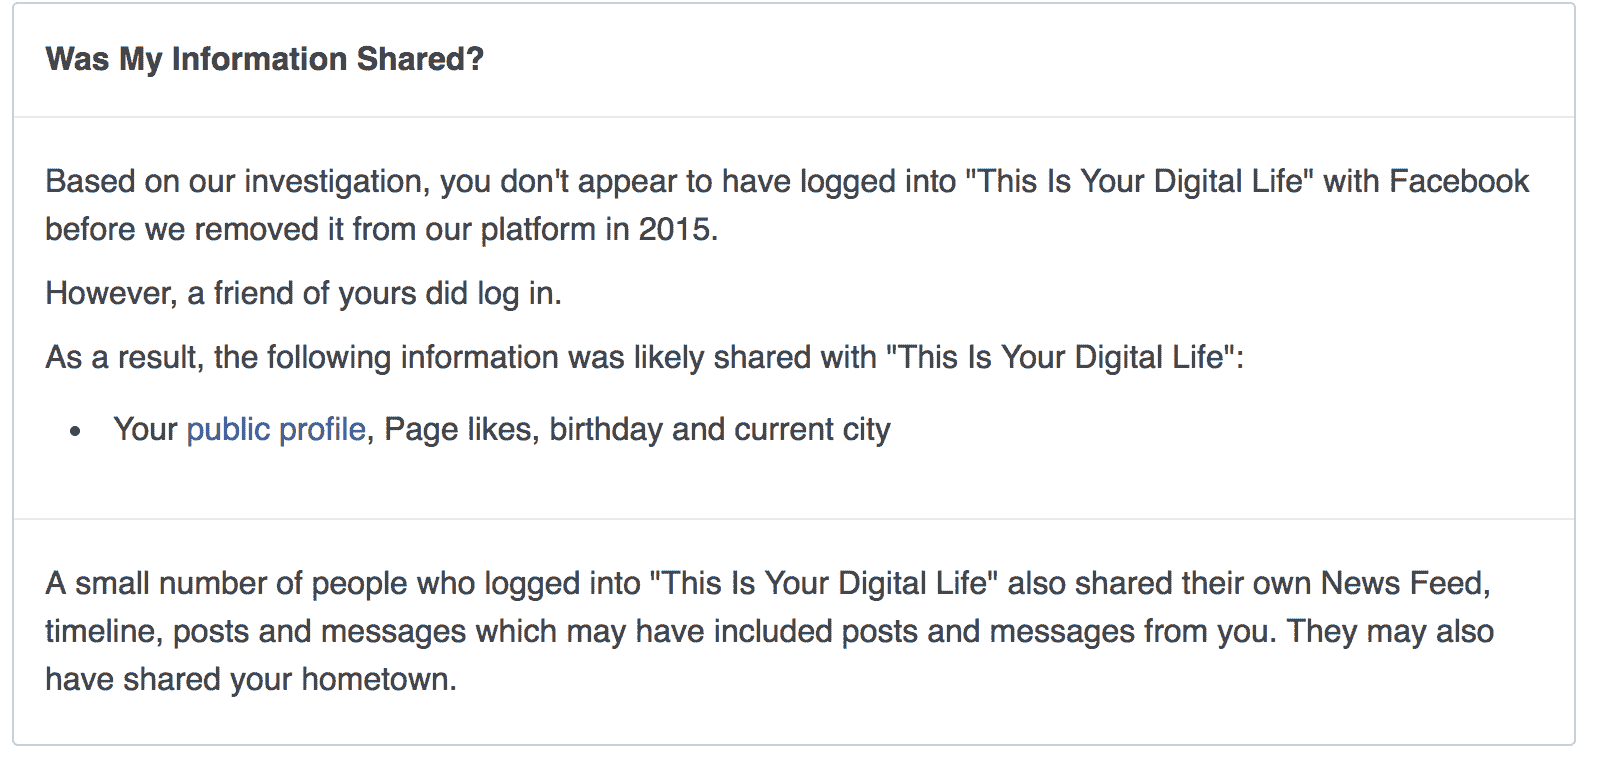 Was My Information Shared?
Based on our investigation, you don't appear to have logged into "This Is Your Digital Life" with Facebook
before we removed it from our platform in 2015.
However, a friend of yours did log in.
As a result, the following information was likely shared with "This Is Your Digital Life":
• Your public profile, Page likes, birthday and current city
A small number of people who logged into "This Is Your Digital Life" also shared their own News Feed,
timeline, posts and messages which may have included posts and messages from you. They may also
have shared your hometown.